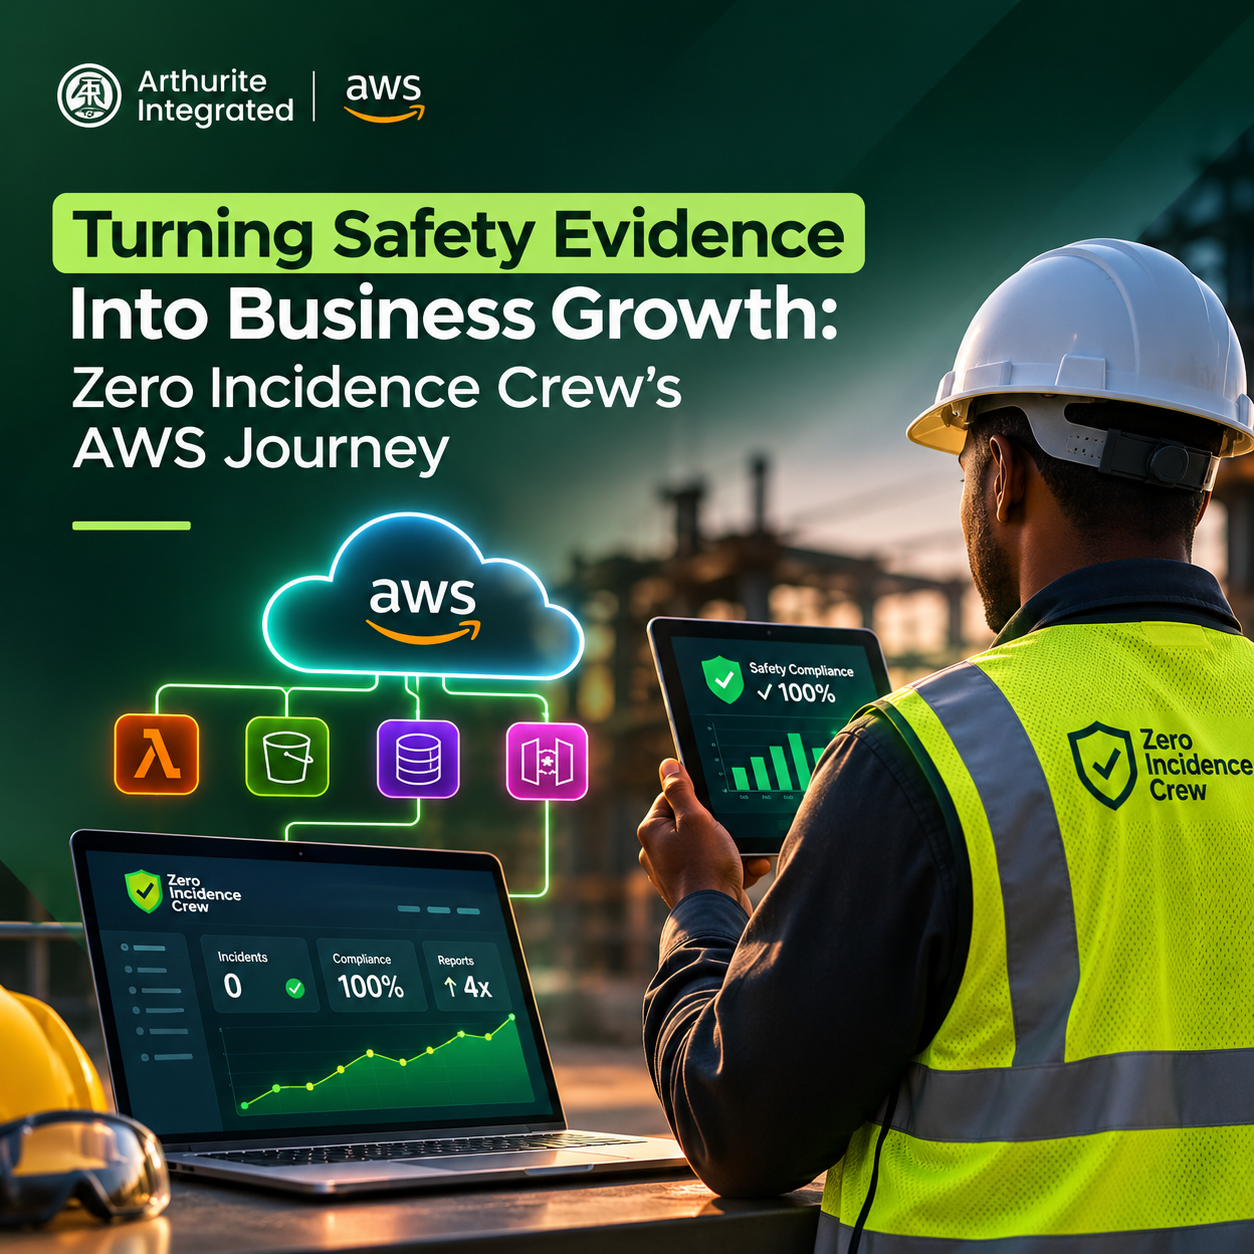 Arthurite
Integrated
aws
Turning Safety Evidence
Into Business Growth:
Zero Incidence Crew's
AWS Journey
aws
Safety Compliance
✓ 100%
Zero
Incidence
Crew
Zero
Incidence
Crew
Incidents
0
Compliance
100%
Reports
↑ 4x